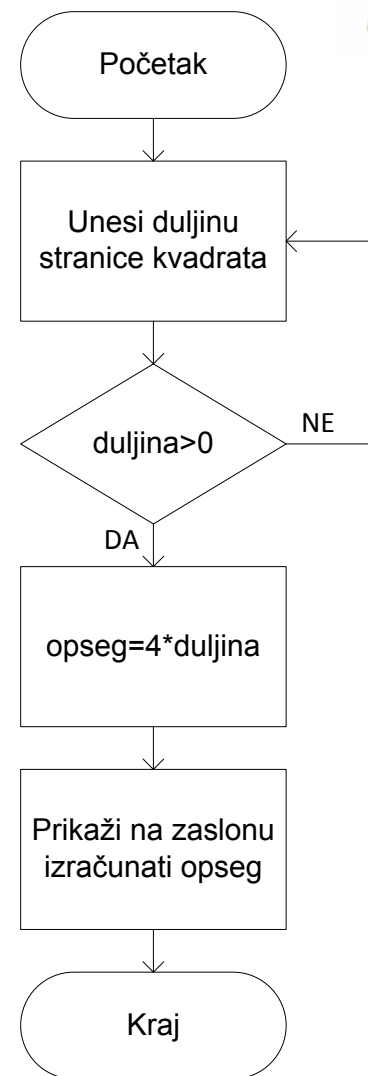 Početak
Unesi duljinu
stranice kvadrata
duljina>0
NE
DA
opseg=4*duljina
Prikaži na zaslonu
izračunati opseg
Kraj